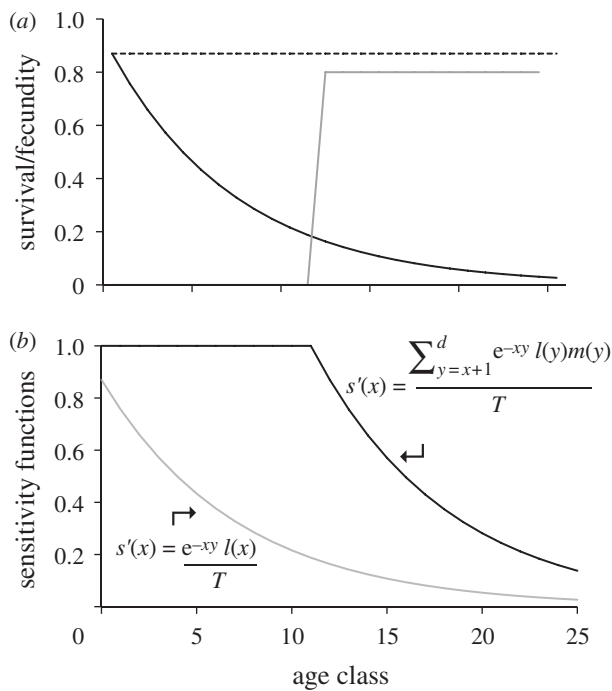 (a)
1.0
0.8
0.6
0.4
0.2
0
survival/fecundity
(b)
1.0
0.8
0.6
0.4
0.2
0
sensitivity functions
s′(x) = ∑ᵈ_{y=x+1} e^{–xy} l(y)m(y) / T
s′(x) = e^{–xy} l(x) / T
5
10
15
20
25
age class